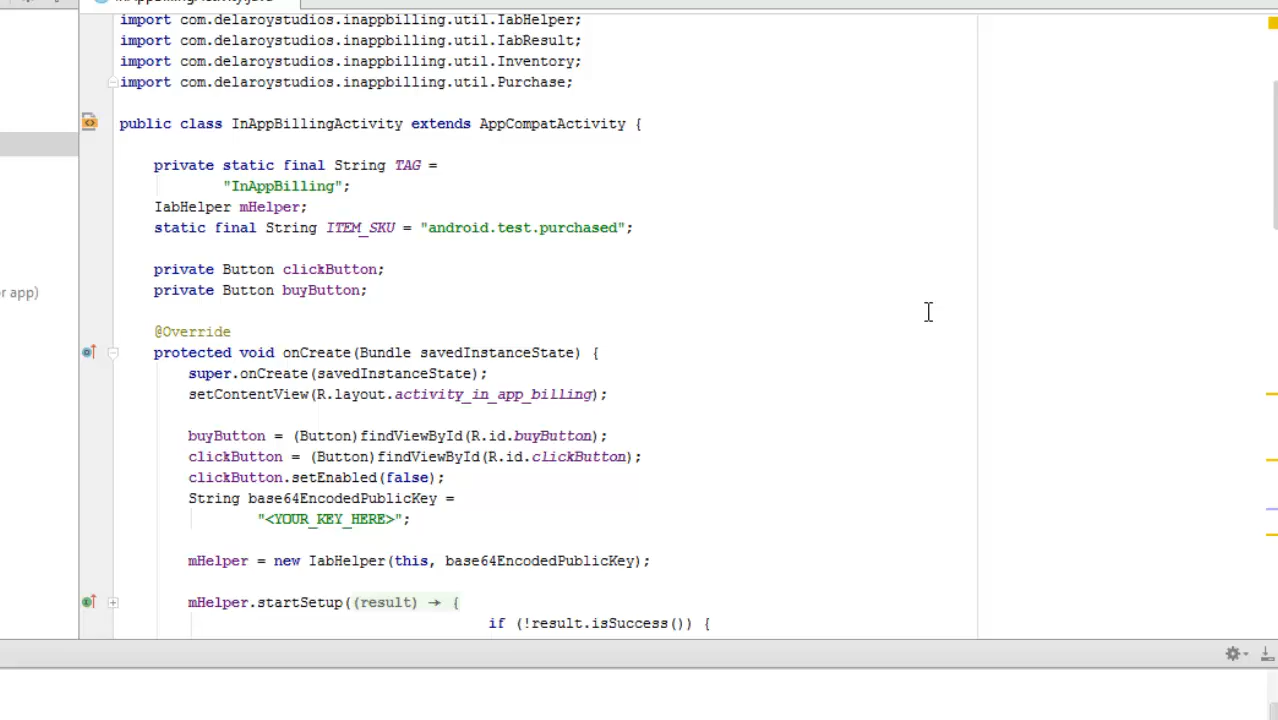 import com.delaroystudios.inappbilling.util.IabHelper;
import com.delaroystudios.inappbilling.util.IabResult;
import com.delaroystudios.inappbilling.util.Inventory;
import com.delaroystudios.inappbilling.util.Purchase;
public class InAppBillingActivity extends AppCompatActivity {
private static final String TAG =
"InAppBilling";
IabHelper mHelper;
static final String ITEM_SKU = "android.test.purchased";
private Button clickButton;
private Button buyButton;
r app)
@Override
protected void onCreate(Bundle savedInstanceState) {
super.onCreate(savedInstanceState);
setContentView(R.layout.activity_in_app_billing);
buyButton = (Button)findViewById(R.id.buyButton);
clickButton = (Button)findViewById(R.id.clickButton);
clickButton.setEnabled(false);
String base64EncodedPublicKey =
"<YOUR_KEY_HERE>";
mHelper = new IabHelper(this, base64EncodedPublicKey);
mHelper.startSetup((result) → {
if (!result.isSuccess()) {